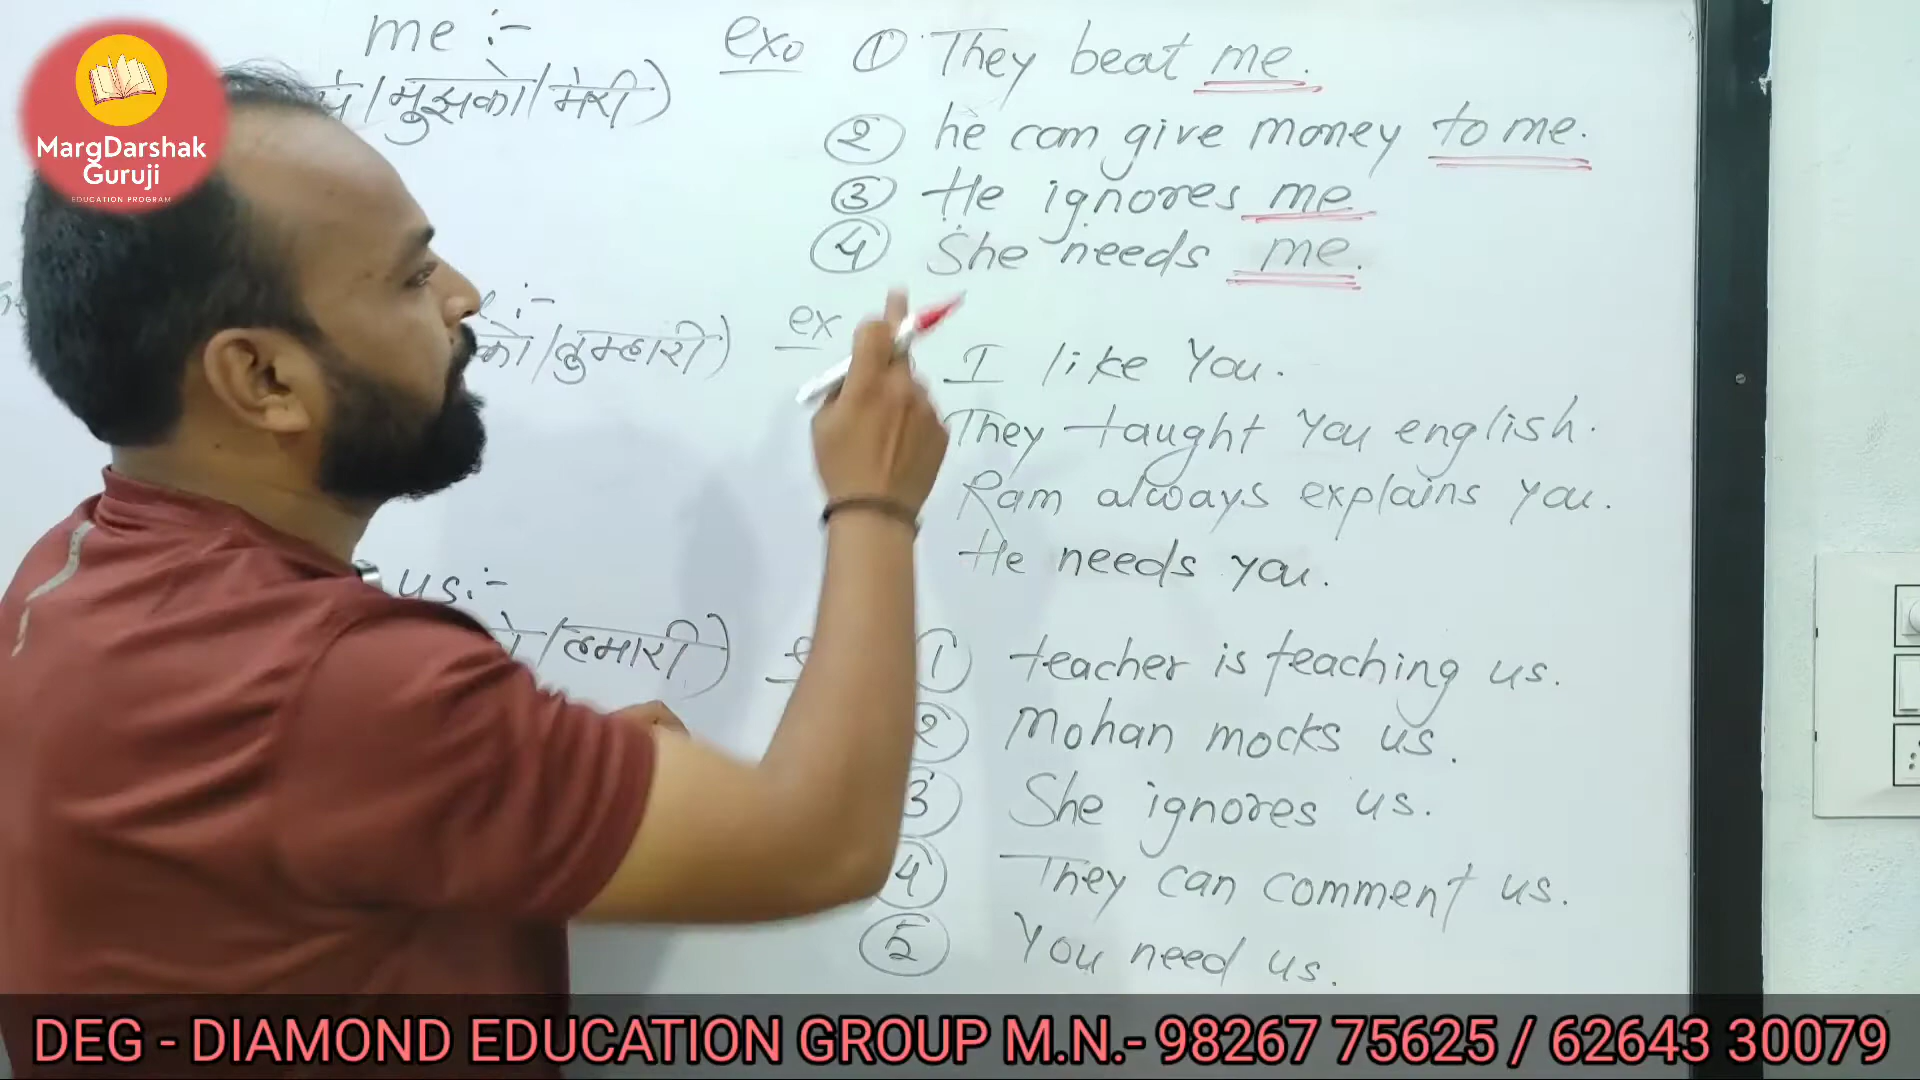 MargDarshak
Guruji
EDUCATION PROGRAM
me :-
/मुझको/मेरी)
ex. ① They beat me.
② he can give money to me.
③ He ignores me
④ She needs me.
:-
को/तुम्हारी)
ex
I like You.
They taught You english.
Ram always explains you.
He needs you.
us:-
/हमारी)
① teacher is teaching us.
② Mohan mocks us.
3 She ignores us.
④ They can comment us.
⑤ You need us.
DEG - DIAMOND EDUCATION GROUP M.N.- 98267 75625 / 62643 30079